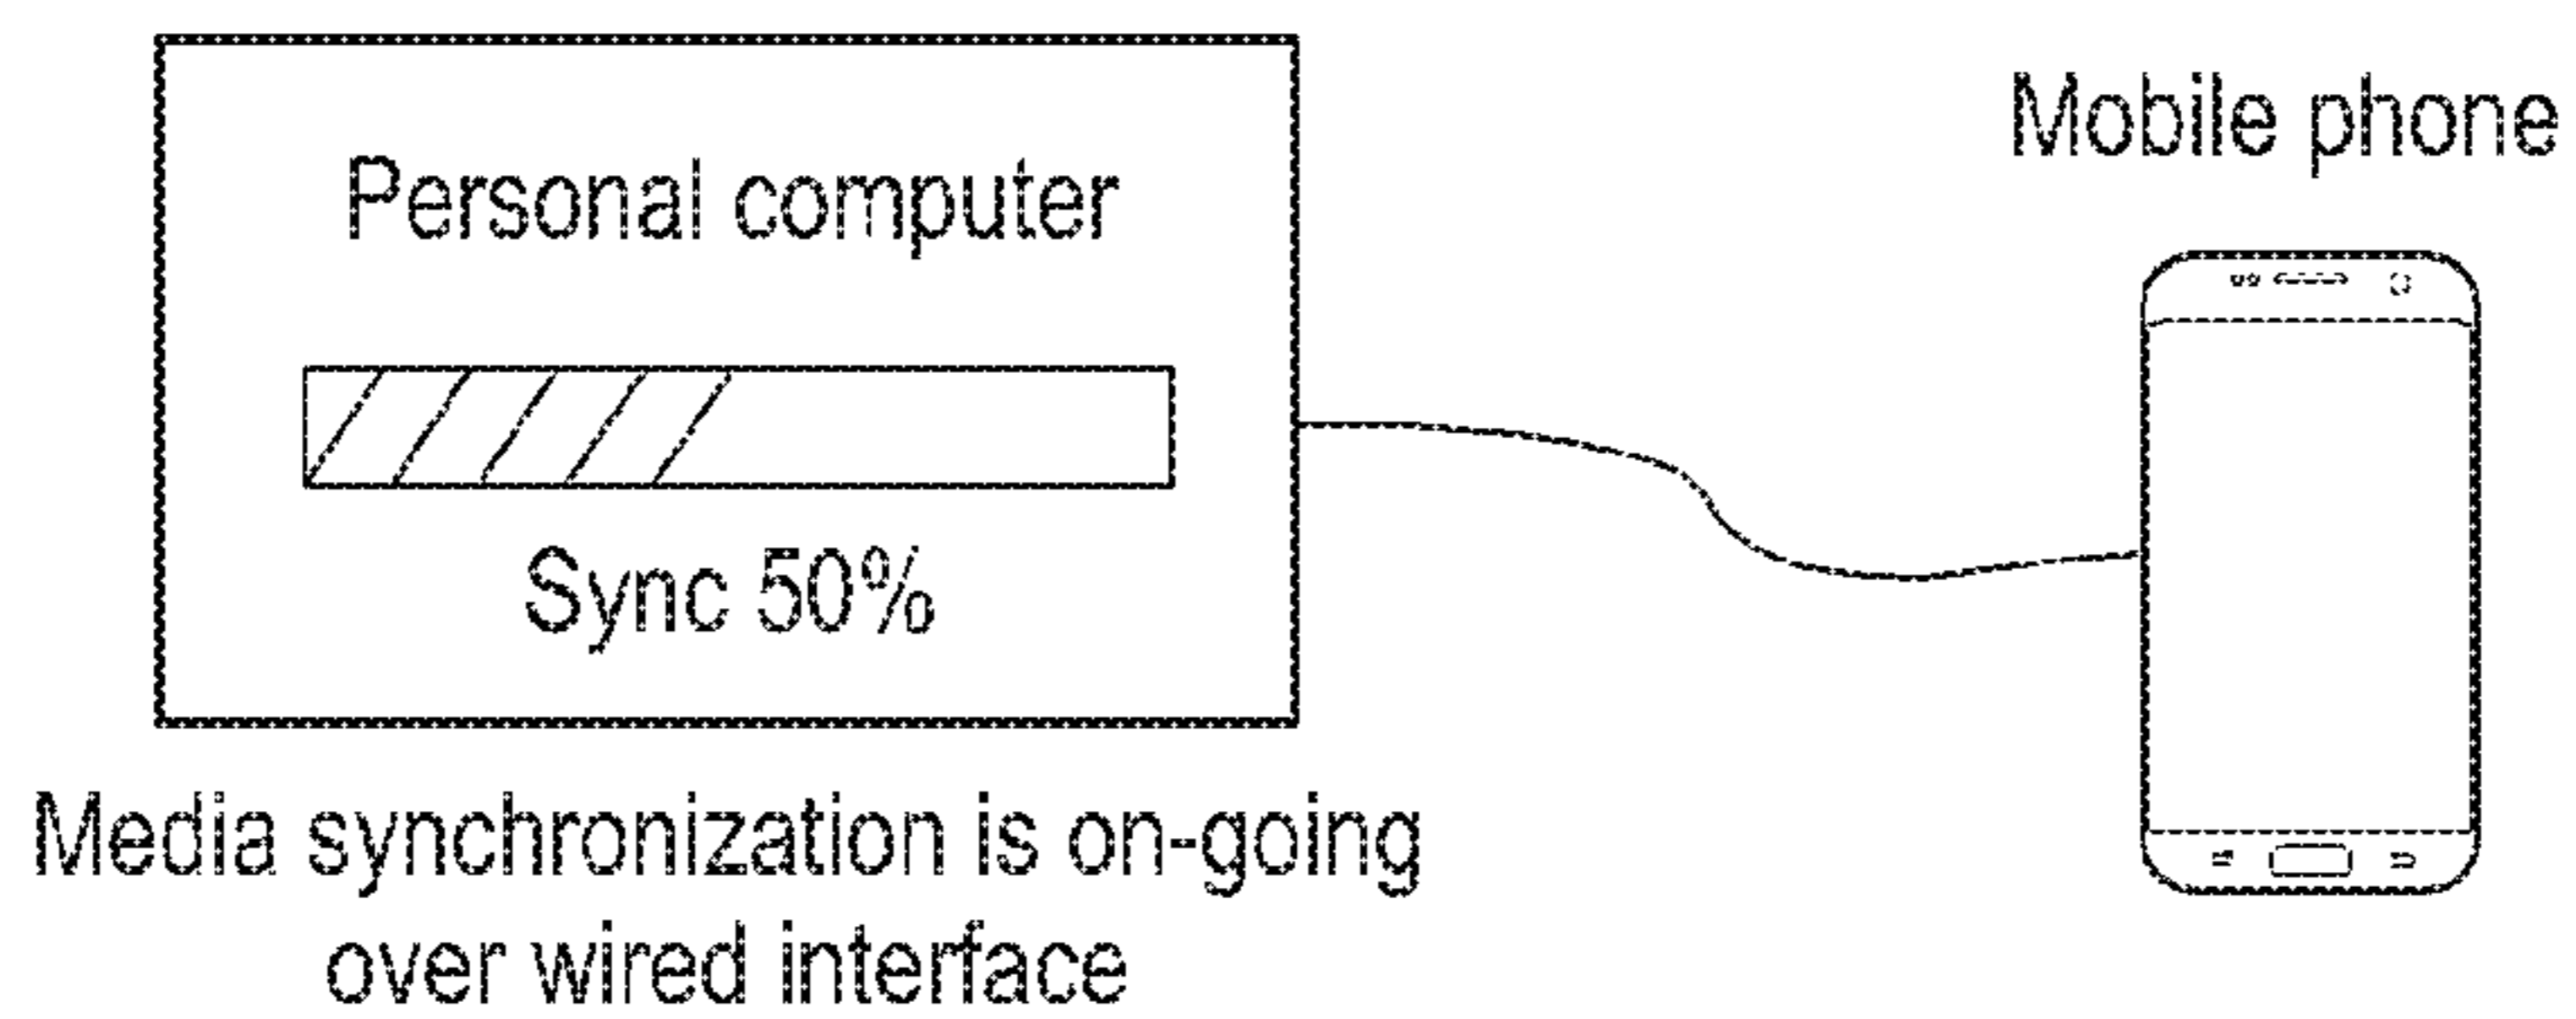 Personal computer
Sync 50%
Media synchronization is on-going
over wired interface
Mobile phone